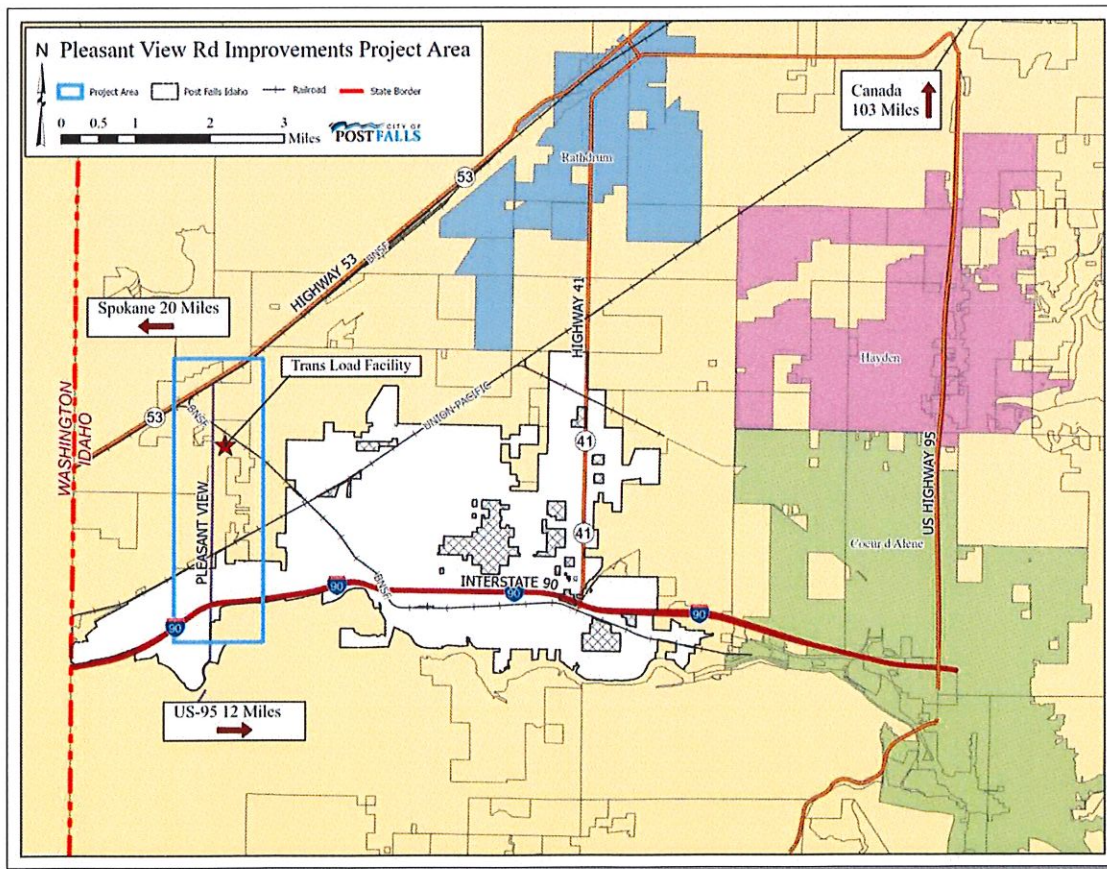 N
Pleasant View Rd Improvements Project Area
Project Area
Post Falls Idaho
Railroad
State Border
0 0.5 1 2 3
Miles
CITY OF
POST FALLS
Canada
103 Miles
Rathdrum
53
HIGHWAY 53
BNSF
HIGHWAY 41
Spokane 20 Miles
Hayden
Trans Load Facility
53
BNSF
UNION PACIFIC
41
WASHINGTON
IDAHO
PLEASANT VIEW
US HIGHWAY 95
41
Coeur d'Alene
BNSF
INTERSTATE 90
90
90
90
90
US-95 12 Miles